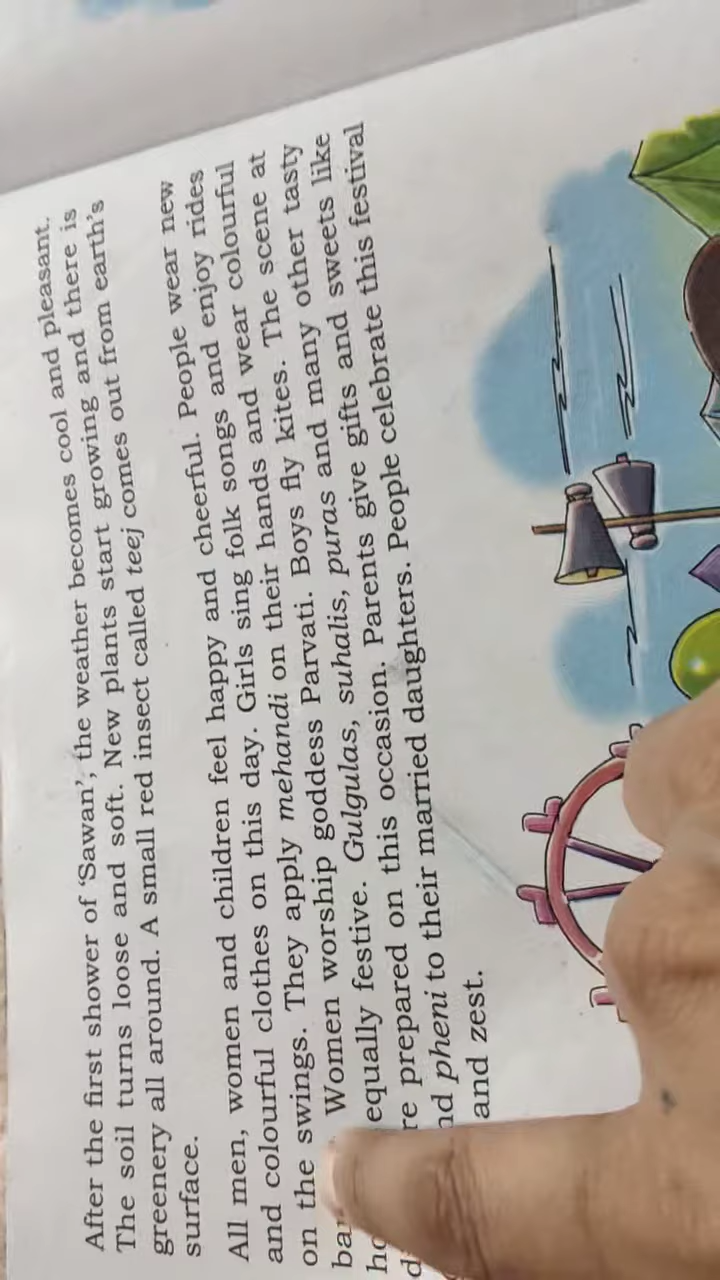 After the first shower of ‘Sawan’, the weather becomes cool and pleasant.
The soil turns loose and soft. New plants start growing and there is
greenery all around. A small red insect called teej comes out from earth’s
surface.
All men, women and children feel happy and cheerful. People wear new
and colourful clothes on this day. Girls sing folk songs and enjoy rides
on the swings. They apply mehandi on their hands and wear colourful
Women worship goddess Parvati. Boys fly kites. The scene at
equally festive. Gulgulas, suhalis, puras and many other tasty
prepared on this occasion. Parents give gifts and sweets like
pheni to their married daughters. People celebrate this festival
and zest.